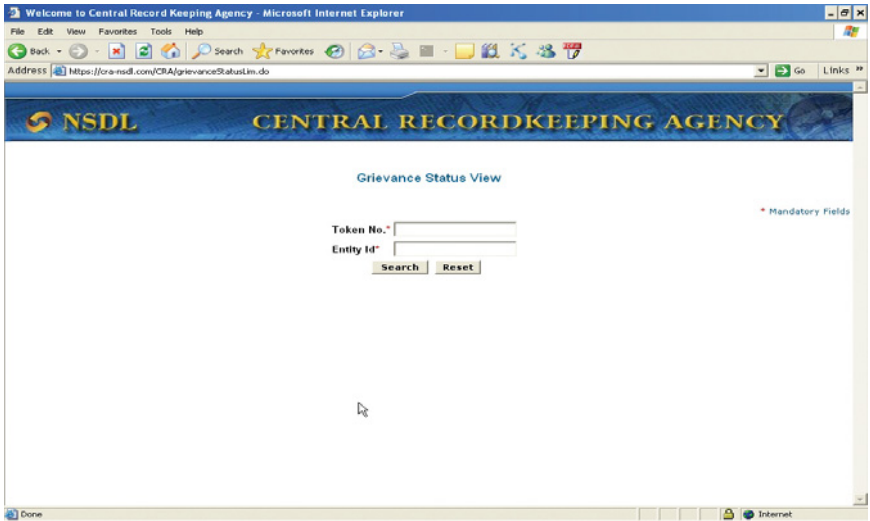 Welcome to Central Record Keeping Agency - Microsoft Internet Explorer
File Edit View Favorites Tools Help
Back Search Favorites
Address https://cra-nsdl.com/CRA/grievanceStatusLim.do Go Links »
NSDL CENTRAL RECORDKEEPING AGENCY
Grievance Status View
* Mandatory Fields
Token No.*
Entity Id*
Search Reset
Done Internet